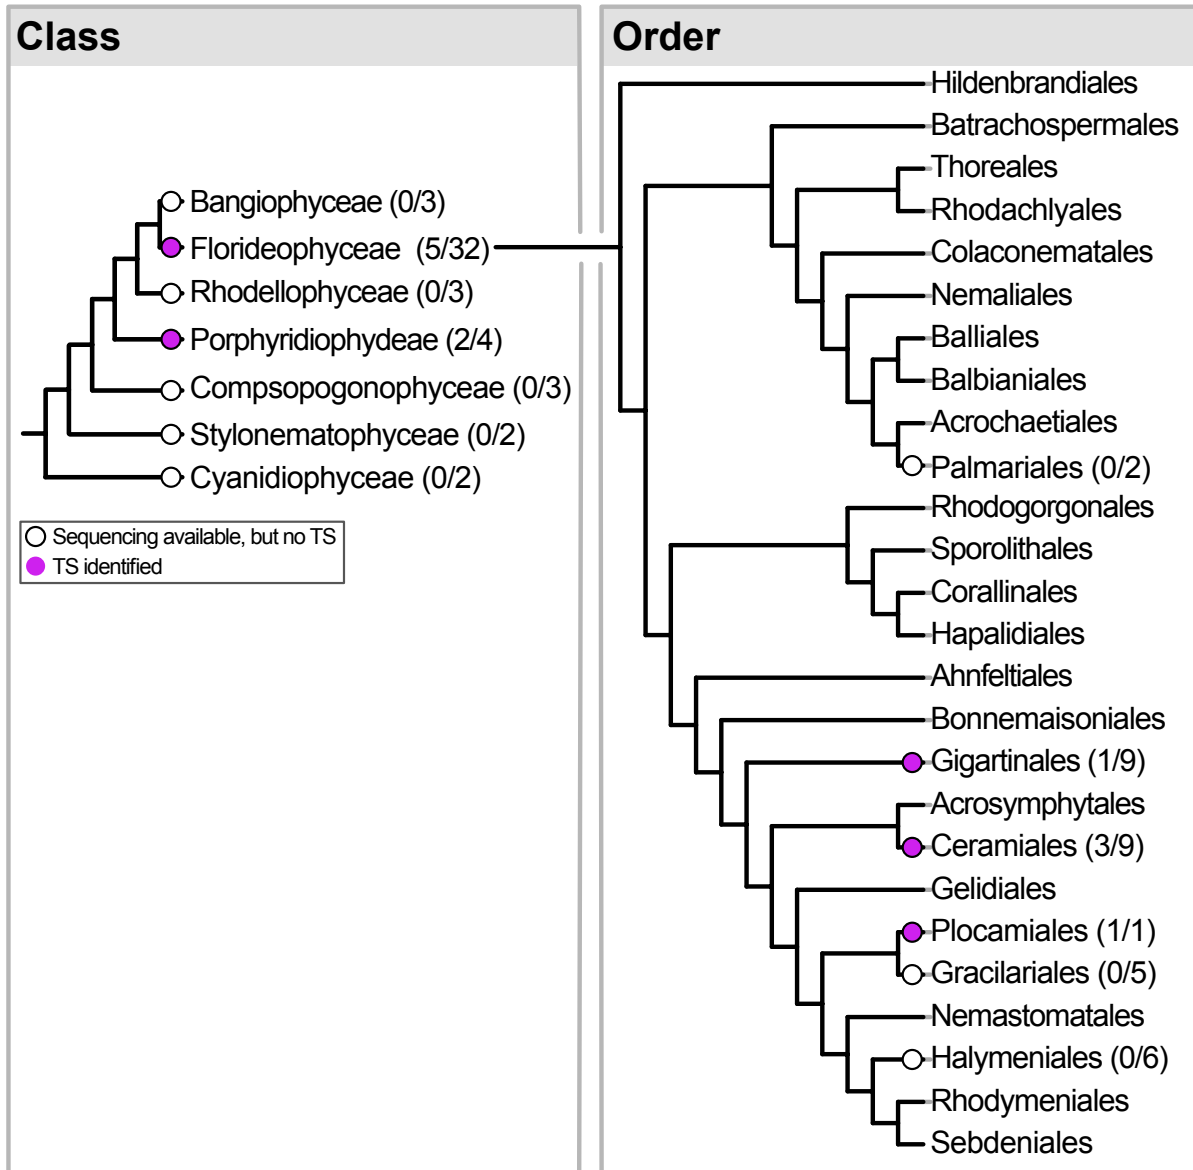 Class
Bangiophyceae (0/3)
Florideophyceae (5/32)
Rhodellophyceae (0/3)
Porphyridiophydeae (2/4)
Compsopogonophyceae (0/3)
Stylonematophyceae (0/2)
Cyanidiophyceae (0/2)
Sequencing available, but no TS
TS identified
Order
Hildenbrandiales
Batrachospermales
Thoreales
Rhodachlyales
Colaconematales
Nemaliales
Balliales
Balbianiales
Acrochaetiales
Palmariales (0/2)
Rhodogorgonales
Sporolithales
Corallinales
Hapalidiales
Ahnfeltiales
Bonnemaisoniales
Gigartinales (1/9)
Acrosymphytales
Ceramiales (3/9)
Gelidiales
Plocamiales (1/1)
Gracilariales (0/5)
Nemastomatales
Halymeniales (0/6)
Rhodymeniales
Sebdeniales